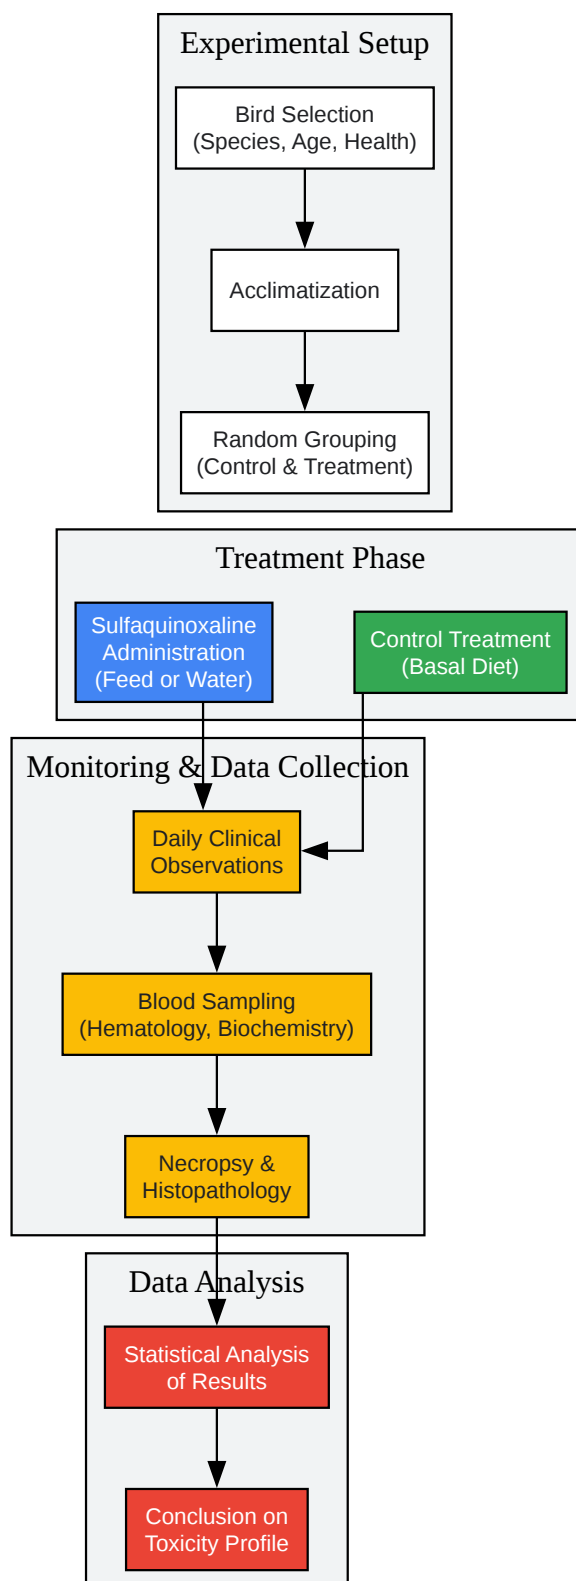 Experimental Setup
Bird Selection
(Species, Age, Health)
Acclimatization
Random Grouping
(Control & Treatment)
Treatment Phase
Sulfaquinoxaline
Administration
(Feed or Water)
Control Treatment
(Basal Diet)
Monitoring & Data Collection
Daily Clinical
Observations
Blood Sampling
(Hematology, Biochemistry)
Necropsy &
Histopathology
Data Analysis
Statistical Analysis
of Results
Conclusion on
Toxicity Profile